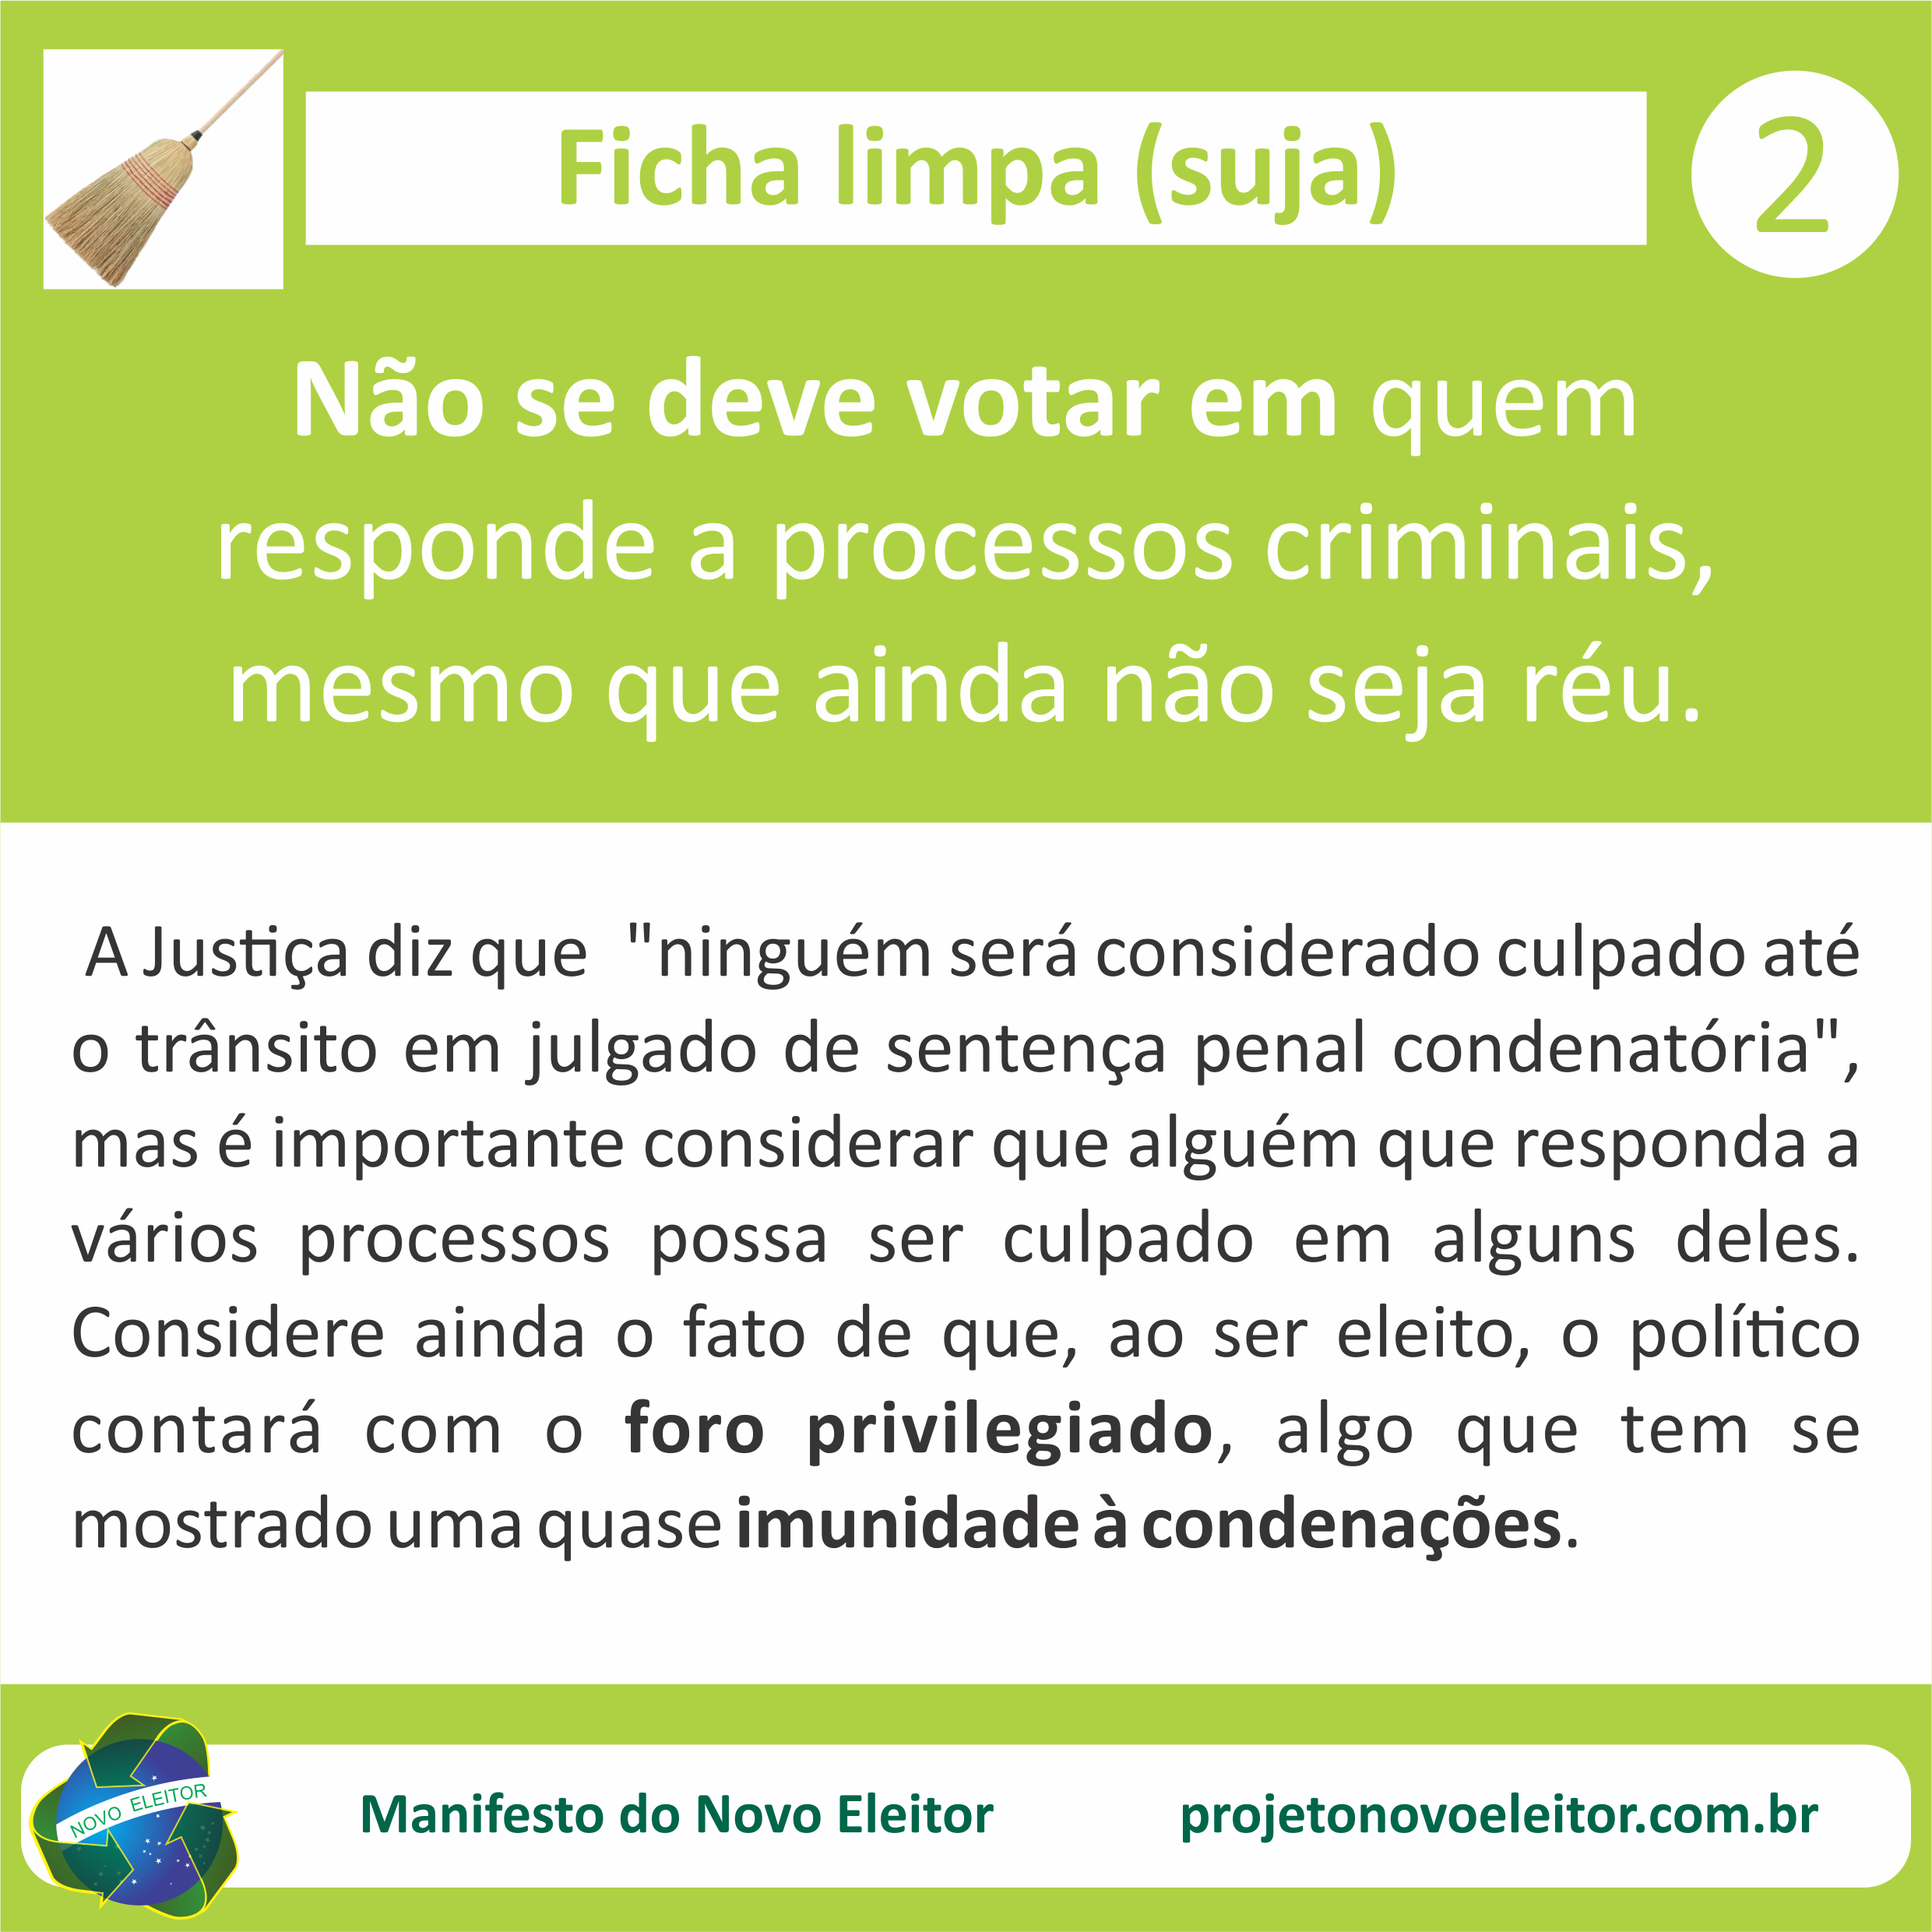 Ficha limpa (suja)
2
Não se deve votar em quem
responde a processos criminais,
mesmo que ainda não seja réu.
A Justiça diz que "ninguém será considerado culpado até
o trânsito em julgado de sentença penal condenatória",
mas é importante considerar que alguém que responda a
vários processos possa ser culpado em alguns deles.
Considere ainda o fato de que, ao ser eleito, o político
contará com o foro privilegiado, algo que tem se
mostrado uma quase imunidade à condenações.
NOVO ELEITOR
Manifesto do Novo Eleitor
projetonovoeleitor.com.br